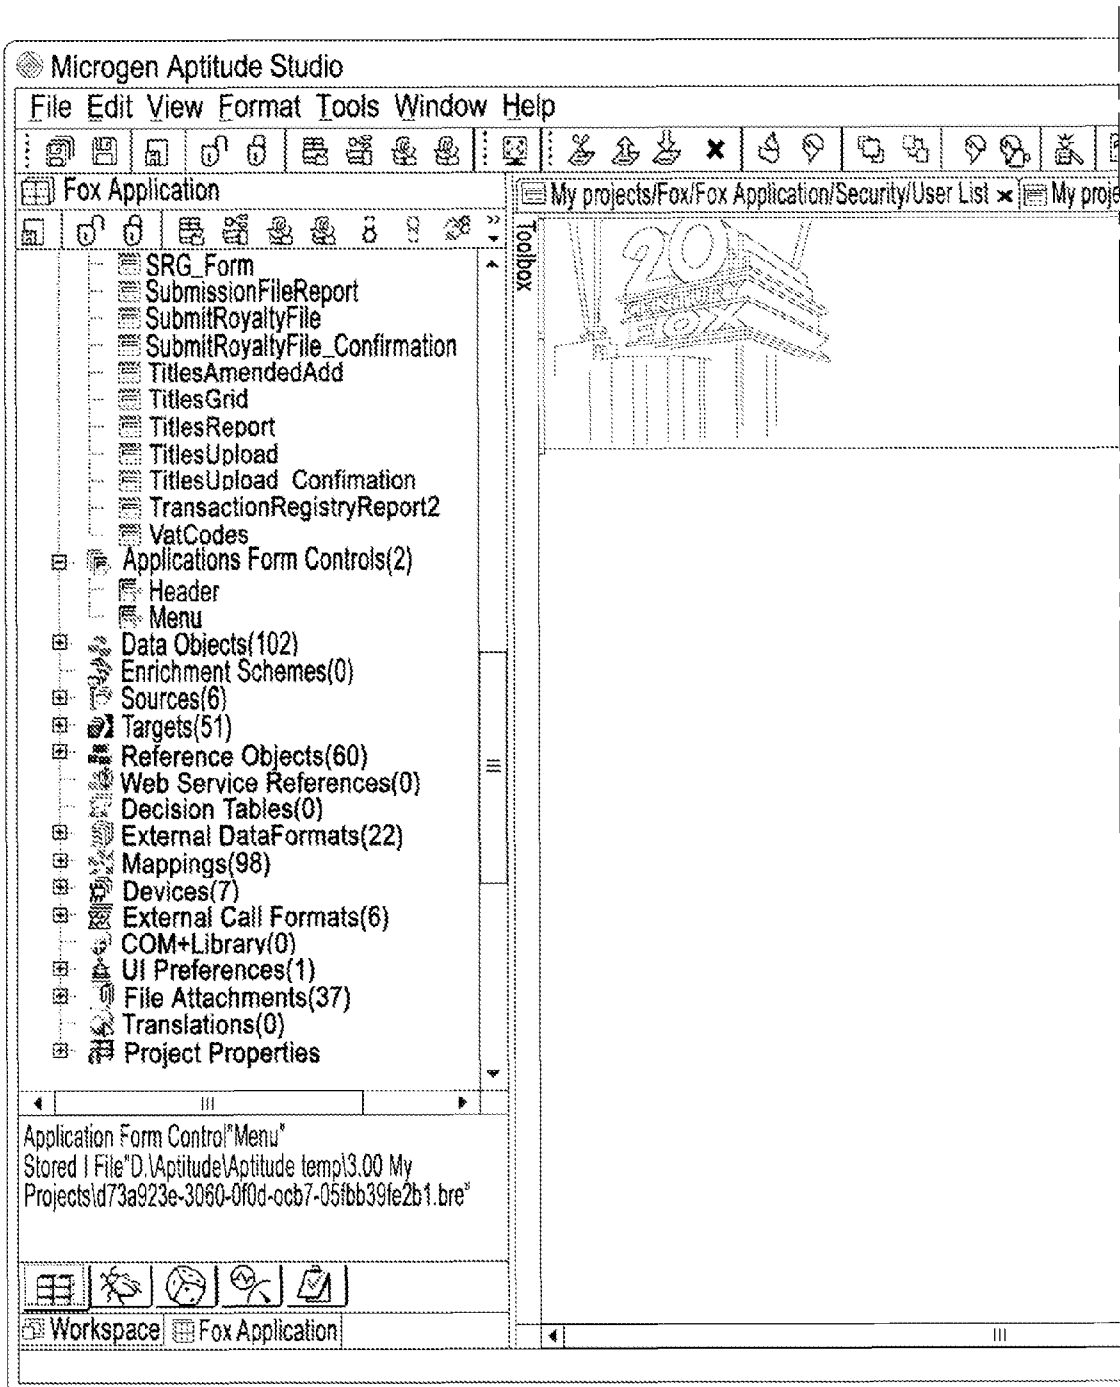 Microgen Aptitude Studio
File Edit View Format Tools Window Help
Fox Application
My projects/Fox/Fox Application/Security/User List
My proje
Toolbox
20
CENTURY
FOX
SRG_Form
SubmissionFileReport
SubmitRoyaltyFile
SubmitRoyaltyFile_Confirmation
TitlesAmendedAdd
TitlesGrid
TitlesReport
TitlesUpload
TitlesUpload_Confimation
TransactionRegistryReport2
VatCodes
Applications Form Controls(2)
Header
Menu
Data Objects(102)
Enrichment Schemes(0)
Sources(6)
Targets(51)
Reference Objects(60)
Web Service References(0)
Decision Tables(0)
External DataFormats(22)
Mappings(98)
Devices(7)
External Call Formats(6)
COM+Library(0)
UI Preferences(1)
File Attachments(37)
Translations(0)
Project Properties
Application Form Control"Menu"
Stored I File"D.\Aptitude\Aptitude temp\3.00 My
Projects\d73a923e-3060-0f0d-ocb7-05fbb39fe2b1.bre"
Workspace
Fox Application